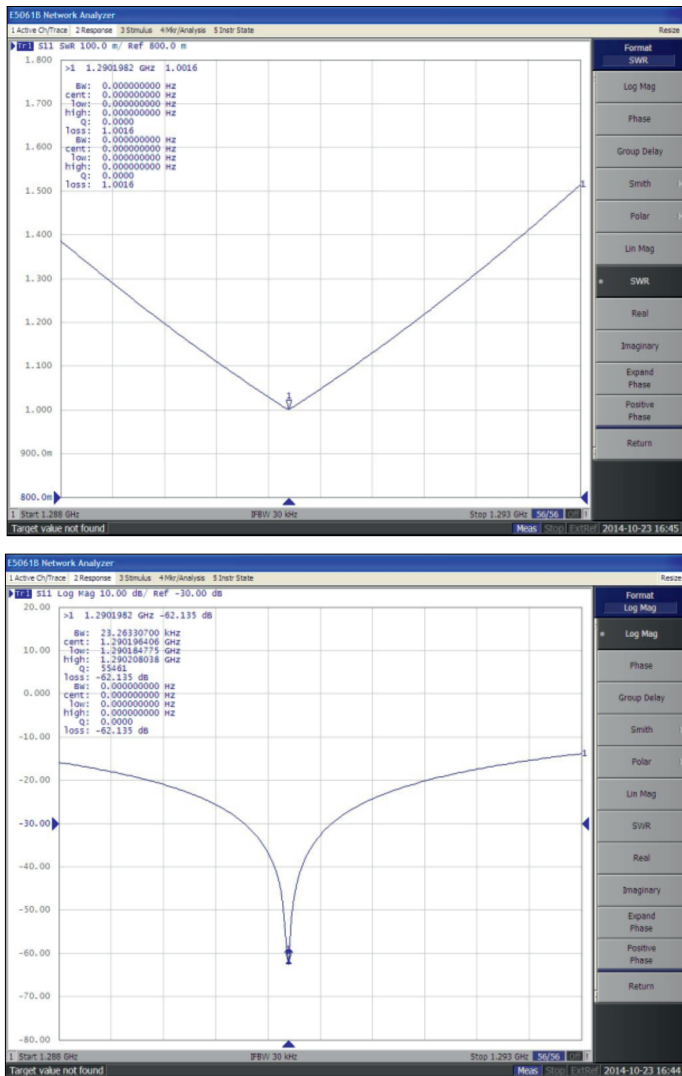 E5061B Network Analyzer
1 Active Ch/Trace 2 Response 3 Stimulus 4 Mkr/Analysis 5 Instr State
Resize
Tr1 S11 SWR 100.0 m/ Ref 800.0 m
1.800
1.700
1.600
1.500
1.400
1.300
1.200
1.100
1.000
900.0m
800.0m
>1 1.2901982 GHz 1.0016
BW: 0.000000000 Hz
cent: 0.000000000 Hz
low: 0.000000000 Hz
high: 0.000000000 Hz
Q: 0.0000
loss: 1.0016
BW: 0.000000000 Hz
cent: 0.000000000 Hz
low: 0.000000000 Hz
high: 0.000000000 Hz
Q: 0.0000
loss: 1.0016
1
1
Format
SWR
Log Mag
Phase
Group Delay
Smith
Polar
Lin Mag
SWR
Real
Imaginary
Expand
Phase
Positive
Phase
Return
1 Start 1.288 GHz IFBW 30 kHz Stop 1.293 GHz 56/56 Off !
Target value not found Meas Stop ExtRef 2014-10-23 16:45
E5061B Network Analyzer
1 Active Ch/Trace 2 Response 3 Stimulus 4 Mkr/Analysis 5 Instr State
Resize
Tr1 S11 Log Mag 10.00 dB/ Ref -30.00 dB
20.00
10.00
0.000
-10.00
-20.00
-30.00
-40.00
-50.00
-60.00
-70.00
-80.00
>1 1.2901982 GHz -62.135 dB
BW: 23.26330700 kHz
cent: 1.290196406 GHz
low: 1.290184775 GHz
high: 1.290208038 GHz
Q: 55461
loss: -62.135 dB
BW: 0.000000000 Hz
cent: 0.000000000 Hz
low: 0.000000000 Hz
high: 0.000000000 Hz
Q: 0.0000
loss: -62.135 dB
1
Format
Log Mag
Log Mag
Phase
Group Delay
Smith
Polar
Lin Mag
SWR
Real
Imaginary
Expand
Phase
Positive
Phase
Return
1 Start 1.288 GHz IFBW 30 kHz Stop 1.293 GHz 56/56 Off !
Target value not found Meas Stop ExtRef 2014-10-23 16:44